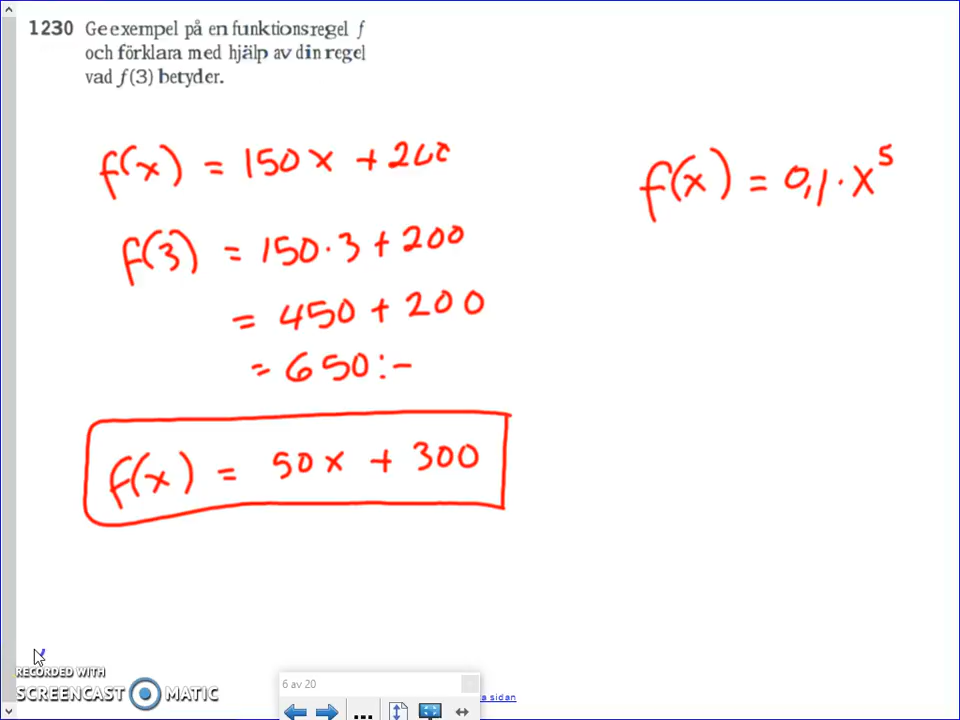 1230 Ge exempel på en funktionsregel f
och förklara med hjälp av din regel
vad f(3) betyder.
f(x) = 150x + 200
f(3) = 150·3 + 200
= 450 + 200
= 650:-
f(x) = 50x + 300
f(x) = 0,1·x⁵
RECORDED WITH
SCREENCAST MATIC
6 av 20
a sidan